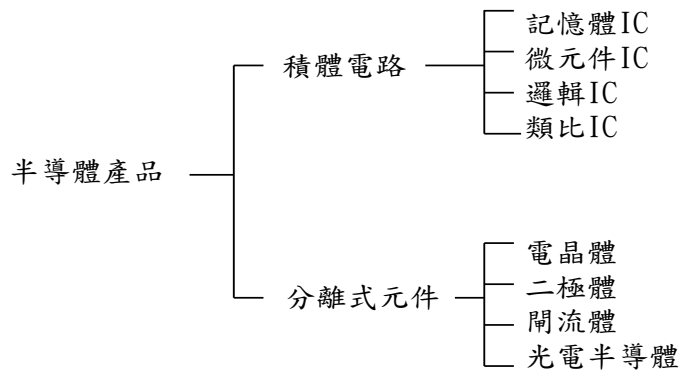 半導體產品
積體電路
記憶體IC
微元件IC
邏輯IC
類比IC
分離式元件
電晶體
二極體
閘流體
光電半導體